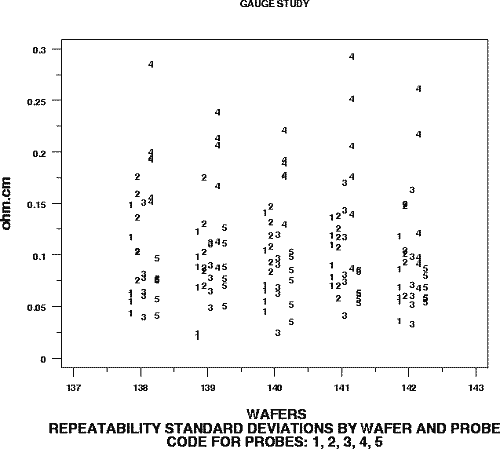 GAUGE STUDY
0.3
0.25
0.2
0.15
0.1
0.05
0
ohm.cm
137 138 139 140 141 142 143
WAFERS
REPEATABILITY STANDARD DEVIATIONS BY WAFER AND PROBE
CODE FOR PROBES: 1, 2, 3, 4, 5